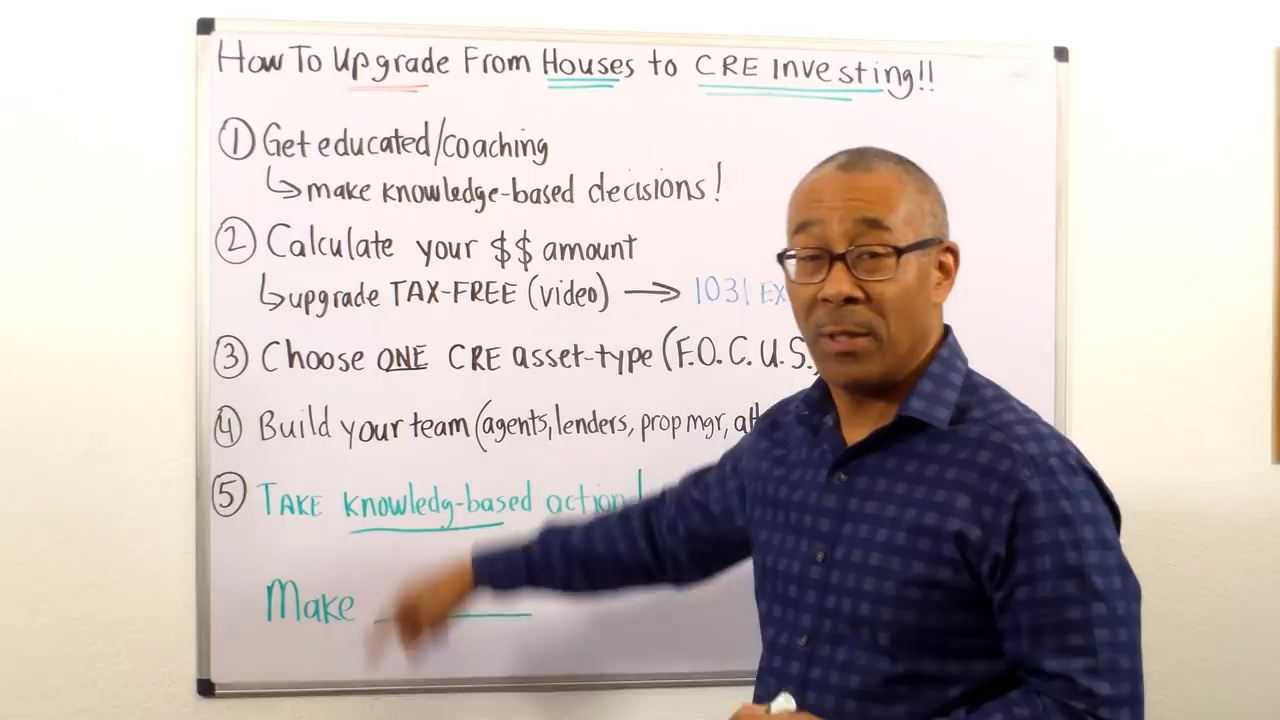 How To Upgrade From Houses to CRE Investing!!
① Get educated/coaching
↳ make knowledge-based decisions!
② Calculate your $$ amount
↳ upgrade TAX-FREE (video) → 1031 EX
③ Choose ONE CRE asset-type (F.O.C.U.S.
④ Build your team (agents, lenders, prop mgr, att
⑤ TAKE knowledg-based action!
Make